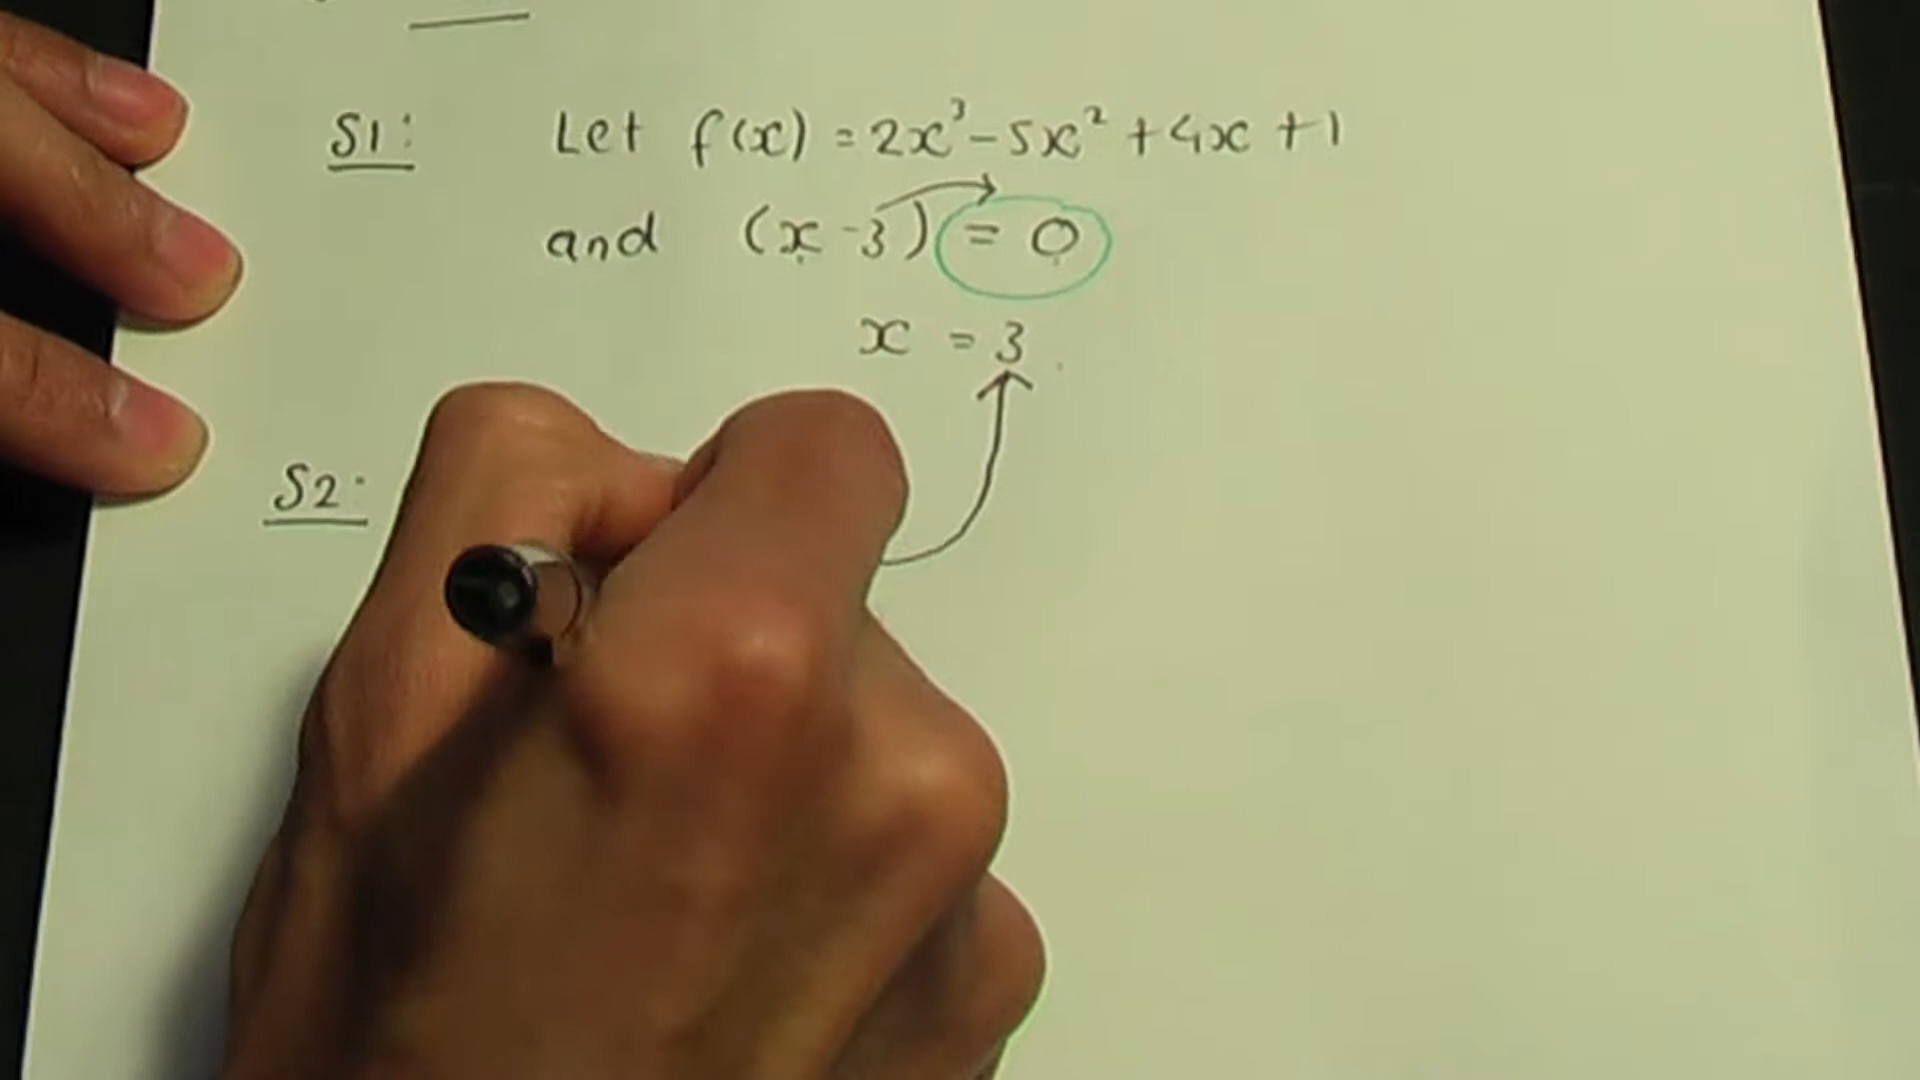 S1: Let f(x) = 2x³ - 5x² + 4x + 1
and (x - 3) = 0
x = 3
S2: